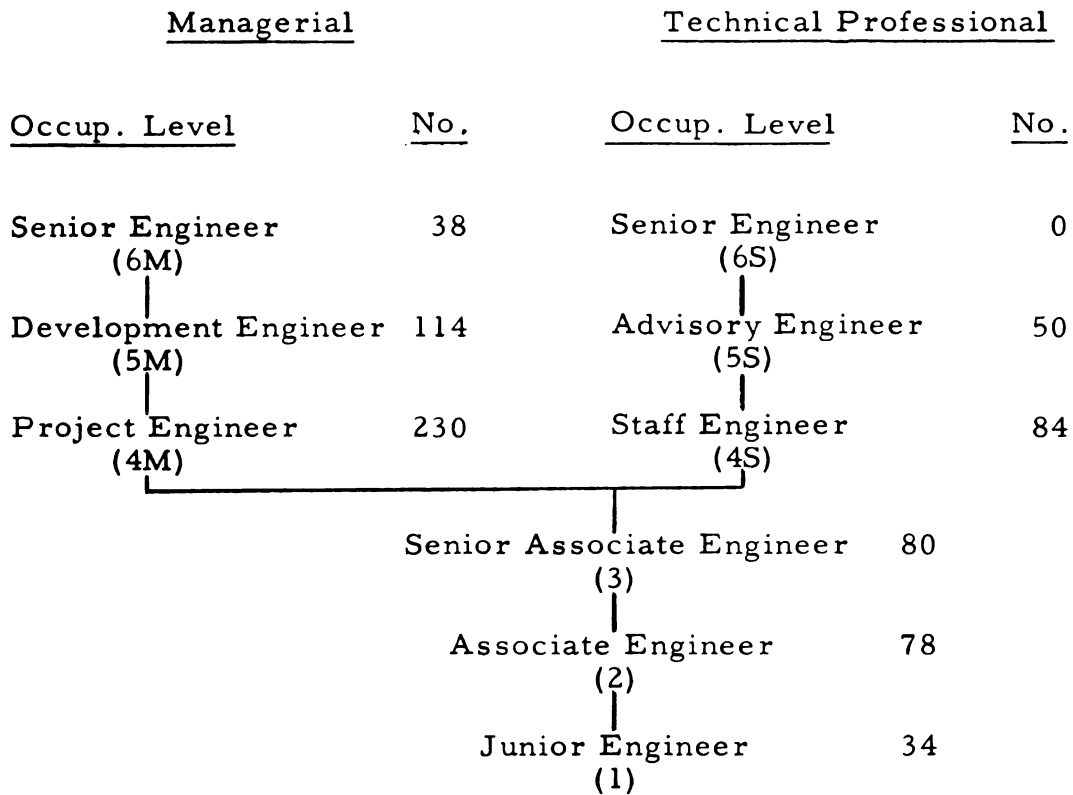 Managerial Technical Professional
Occup. Level No. Occup. Level No.
Senior Engineer 38 Senior Engineer 0
(6M) (6S)
Development Engineer 114 Advisory Engineer 50
(5M) (5S)
Project Engineer 230 Staff Engineer 84
(4M) (4S)
Senior Associate Engineer 80
(3)
Associate Engineer 78
(2)
Junior Engineer 34
(1)